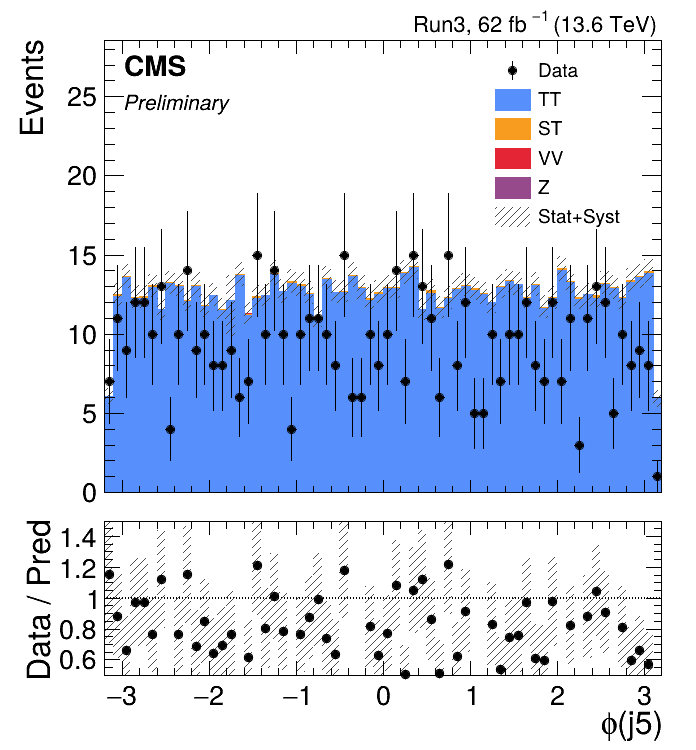 Run3, 62 fb⁻¹ (13.6 TeV)
CMS
Preliminary
Data
TT
ST
VV
Z
Stat+Syst
Events
25
20
15
10
5
0
Data / Pred
1.4
1.2
1
0.8
0.6
−3 −2 −1 0 1 2 3
ϕ(j5)